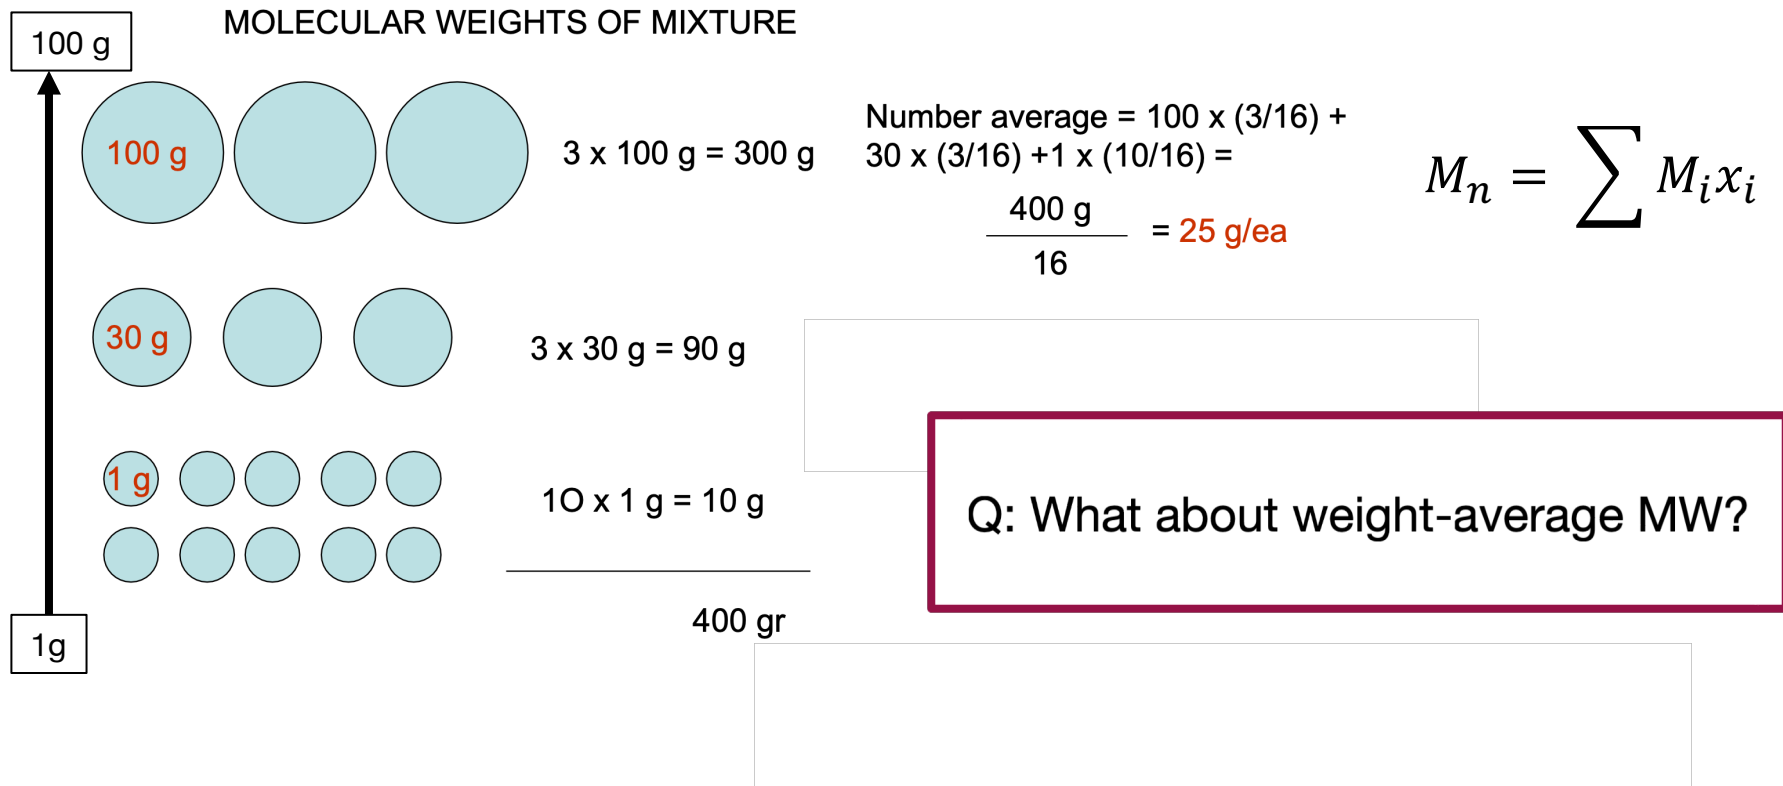 MOLECULAR WEIGHTS OF MIXTURE
100 g
100 g
3 x 100 g = 300 g
Number average = 100 x (3/16) +
30 x (3/16) +1 x (10/16) =
400 g
16
= 25 g/ea
Mₙ = ∑ Mᵢxᵢ
30 g
3 x 30 g = 90 g
1 g
1O x 1 g = 10 g
400 gr
1g
Q: What about weight-average MW?